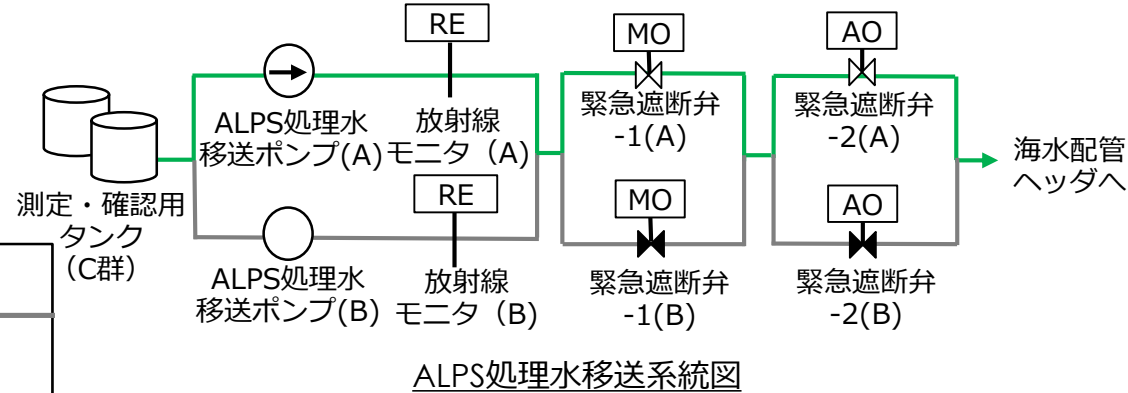 RE
MO
AO
ALPS処理水
移送ポンプ(A)
放射線
モニタ（A)
緊急遮断弁
-1(A)
緊急遮断弁
-2(A)
測定・確認用
タンク
（C群）
海水配管
ヘッダへ
RE
MO
AO
ALPS処理水
移送ポンプ(B)
放射線
モニタ（B)
緊急遮断弁
-1(B)
緊急遮断弁
-2(B)
ALPS処理水移送系統図